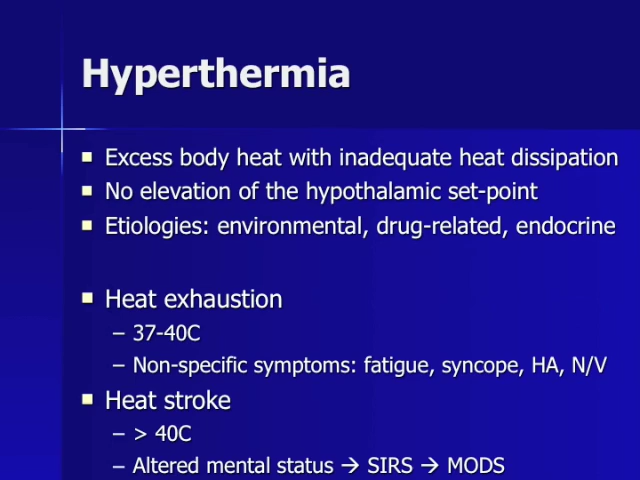 Hyperthermia
Excess body heat with inadequate heat dissipation
No elevation of the hypothalamic set-point
Etiologies: environmental, drug-related, endocrine
Heat exhaustion
– 37-40C
– Non-specific symptoms: fatigue, syncope, HA, N/V
Heat stroke
– > 40C
– Altered mental status → SIRS → MODS